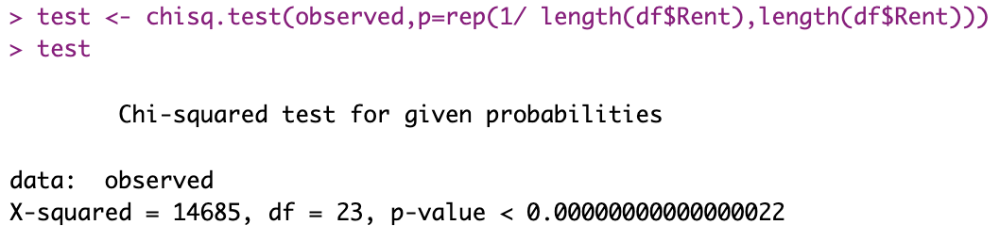 > test <- chisq.test(observed,p=rep(1/ length(df$Rent),length(df$Rent)))
> test
Chi-squared test for given probabilities
data:  observed
X-squared = 14685, df = 23, p-value < 0.00000000000000022